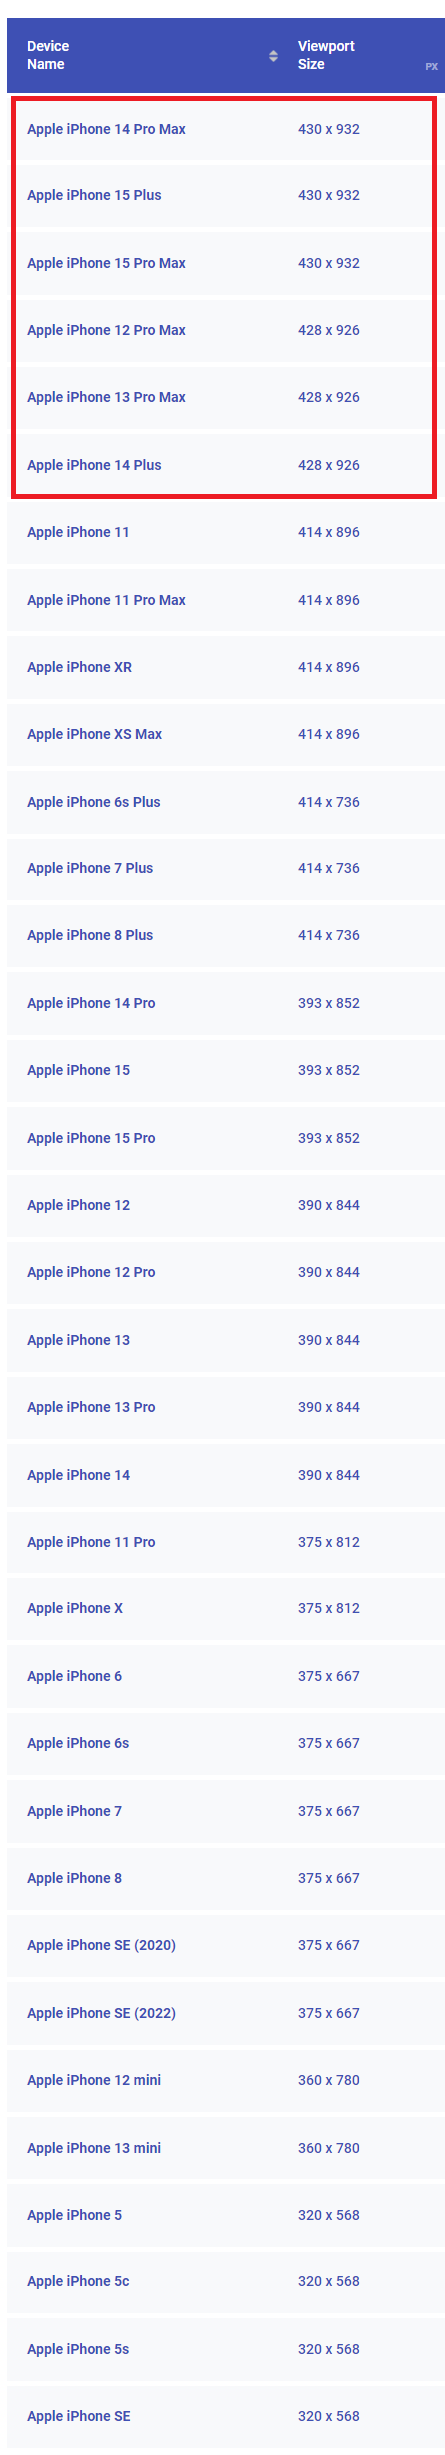 Device
Name
Viewport
Size
PX
Apple iPhone 14 Pro Max 430 x 932
Apple iPhone 15 Plus 430 x 932
Apple iPhone 15 Pro Max 430 x 932
Apple iPhone 12 Pro Max 428 x 926
Apple iPhone 13 Pro Max 428 x 926
Apple iPhone 14 Plus 428 x 926
Apple iPhone 11 414 x 896
Apple iPhone 11 Pro Max 414 x 896
Apple iPhone XR 414 x 896
Apple iPhone XS Max 414 x 896
Apple iPhone 6s Plus 414 x 736
Apple iPhone 7 Plus 414 x 736
Apple iPhone 8 Plus 414 x 736
Apple iPhone 14 Pro 393 x 852
Apple iPhone 15 393 x 852
Apple iPhone 15 Pro 393 x 852
Apple iPhone 12 390 x 844
Apple iPhone 12 Pro 390 x 844
Apple iPhone 13 390 x 844
Apple iPhone 13 Pro 390 x 844
Apple iPhone 14 390 x 844
Apple iPhone 11 Pro 375 x 812
Apple iPhone X 375 x 812
Apple iPhone 6 375 x 667
Apple iPhone 6s 375 x 667
Apple iPhone 7 375 x 667
Apple iPhone 8 375 x 667
Apple iPhone SE (2020) 375 x 667
Apple iPhone SE (2022) 375 x 667
Apple iPhone 12 mini 360 x 780
Apple iPhone 13 mini 360 x 780
Apple iPhone 5 320 x 568
Apple iPhone 5c 320 x 568
Apple iPhone 5s 320 x 568
Apple iPhone SE 320 x 568